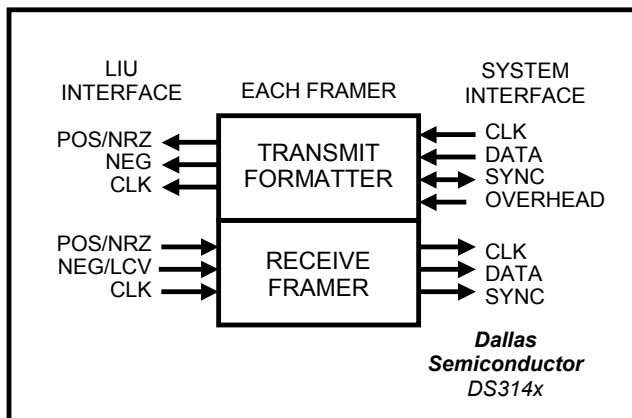 LIU
INTERFACE
EACH FRAMER
SYSTEM
INTERFACE
POS/NRZ
NEG
CLK
TRANSMIT
FORMATTER
CLK
DATA
SYNC
OVERHEAD
POS/NRZ
NEG/LCV
CLK
RECEIVE
FRAMER
CLK
DATA
SYNC
Dallas
Semiconductor
DS314x